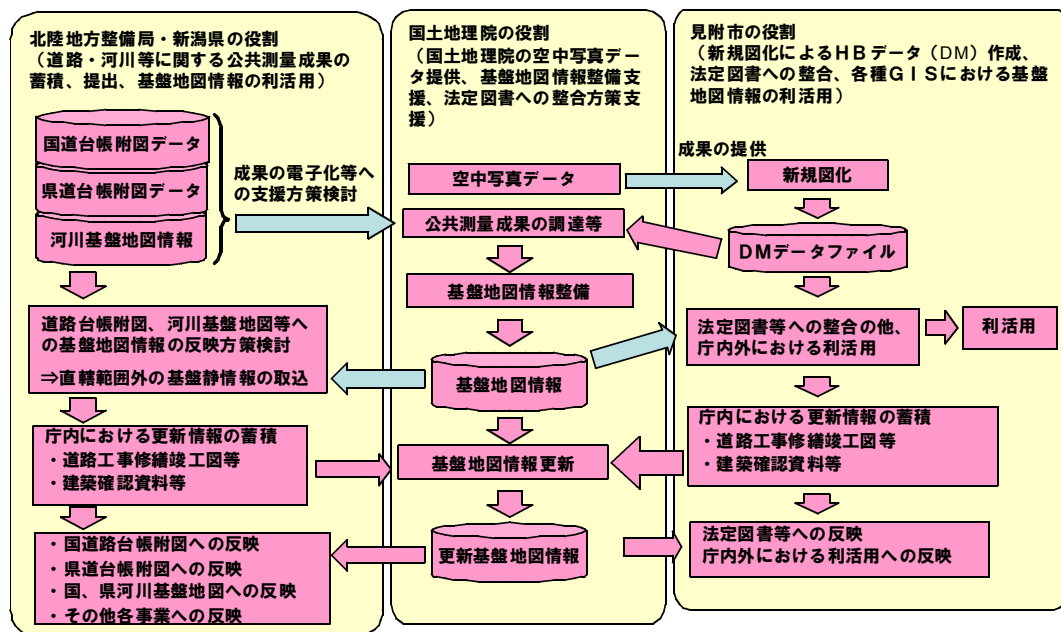 北陸地方整備局・新潟県の役割
（道路・河川等に関する公共測量成果の
蓄積、提出、基盤地図情報の利活用）
国道台帳附図データ
県道台帳附図データ
河川基盤地図情報
成果の電子化等へ
の支援方策検討
道路台帳附図、河川基盤地図等へ
の基盤地図情報の反映方策検討
⇒直轄範囲外の基盤静情報の取込
庁内における更新情報の蓄積
・道路工事修繕竣工図等
・建築確認資料等
・国道路台帳附図への反映
・県道台帳附図への反映
・国、県河川基盤地図への反映
・その他各事業への反映
国土地理院の役割
（国土地理院の空中写真デー
タ提供、基盤地図情報整備支
援、法定図書への整合方策支
援）
空中写真データ
公共測量成果の調達等
基盤地図情報整備
基盤地図情報
基盤地図情報更新
更新基盤地図情報
見附市の役割
（新規図化によるＨＢデータ（DM）作成、
法定図書への整合、各種ＧＩＳにおける基盤
地図情報の利活用）
成果の提供
新規図化
ＤＭデータファイル
法定図書等への整合の他、
庁内外における利活用
利活用
庁内における更新情報の蓄積
・道路工事修繕竣工図等
・建築確認資料等
法定図書等への反映
庁内外における利活用への反映